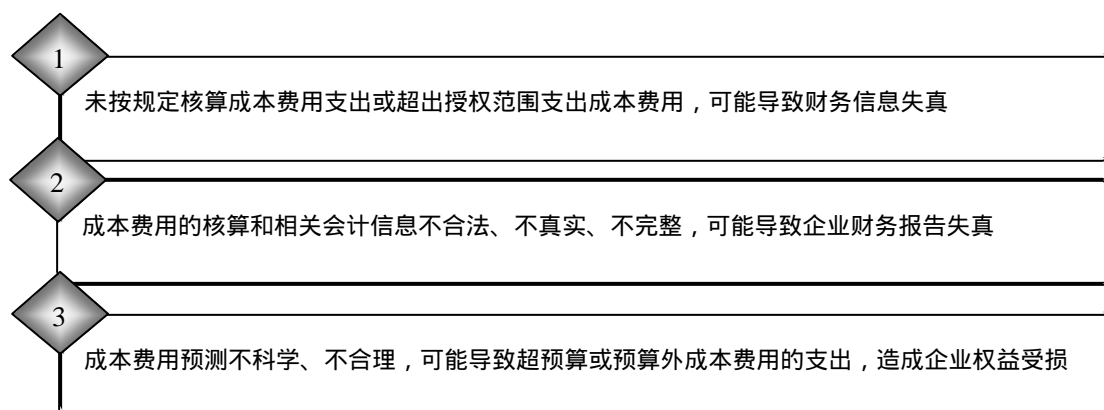 1
未按规定核算成本费用支出或超出授权范围支出成本费用，可能导致财务信息失真
2
成本费用的核算和相关会计信息不合法、不真实、不完整，可能导致企业财务报告失真
3
成本费用预测不科学、不合理，可能导致超预算或预算外成本费用的支出，造成企业权益受损